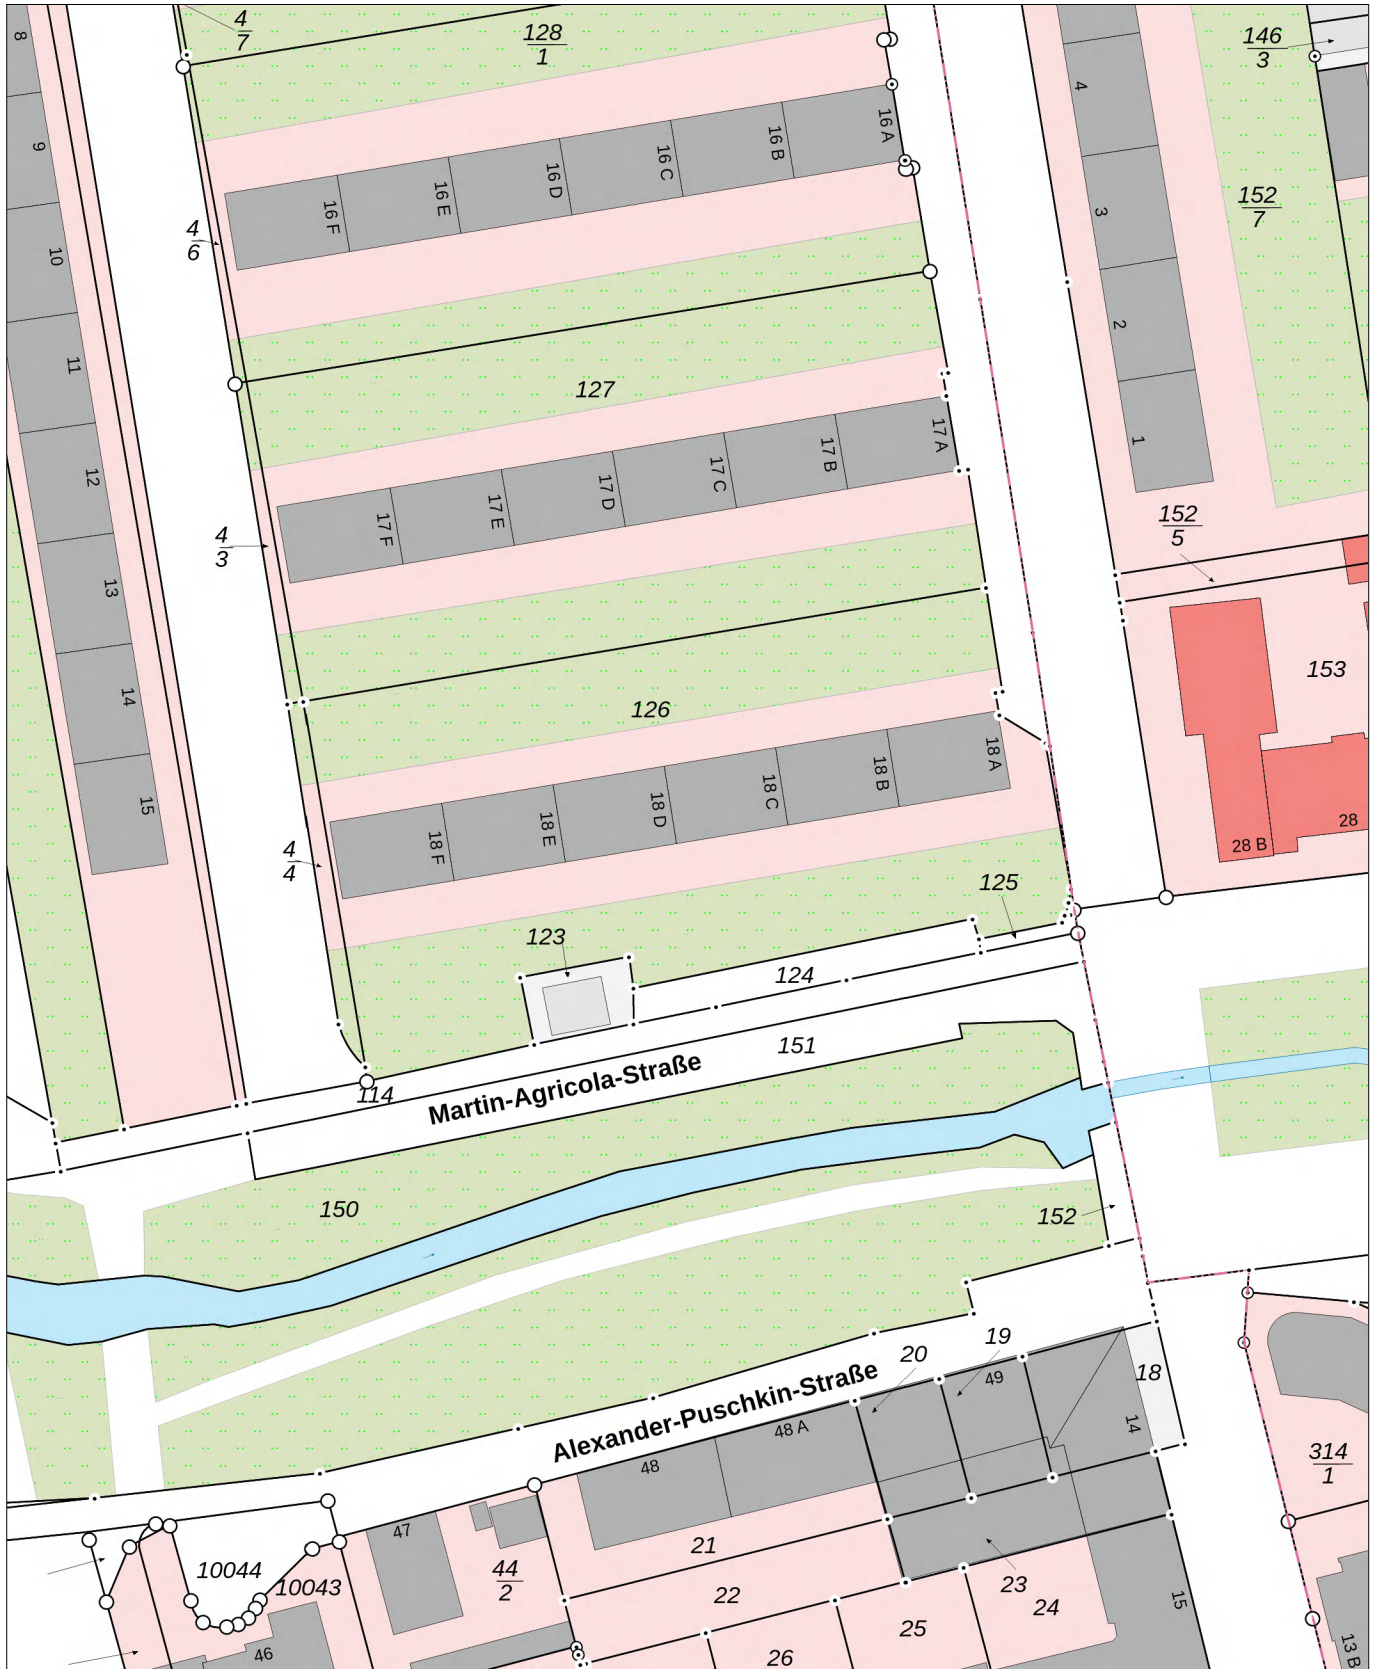 4
7
128
1
146
3
8
9
10
11
12
13
14
15
16 A
16 B
16 C
16 D
16 E
16 F
4
6
4
3
2
1
152
7
127
17 A
17 B
17 C
17 D
17 E
17 F
4
3
152
5
153
126
18 A
18 B
18 C
18 D
18 E
18 F
4
4
28 B
28
125
123
124
151
114
Martin-Agricola-Straße
150
152
19
20
18
49
14
Alexander-Puschkin-Straße
48 A
48
47
314
1
21
44
2
10044
10043
22
23
24
25
26
15
46
13 B